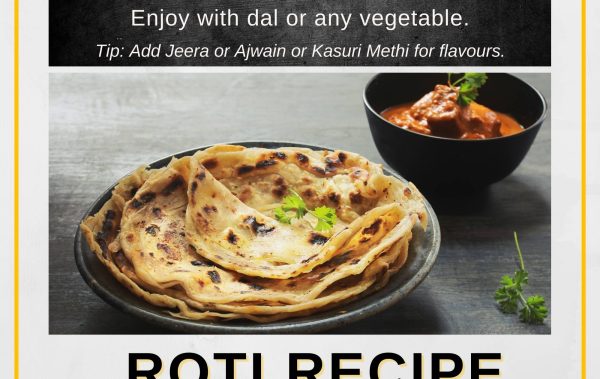 Enjoy with dal or any vegetable.
Tip: Add Jeera or Ajwain or Kasuri Methi for flavours.
ROTI RECIPE